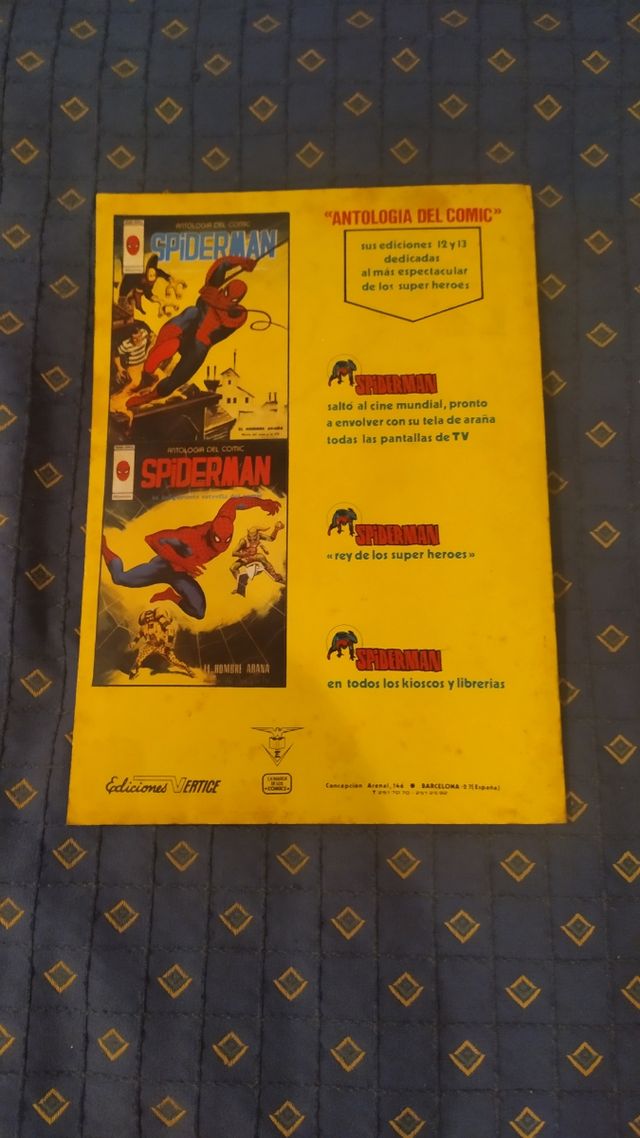 ANTOLOGIA DEL COMIC
SPiDERMAN
EL HOMBRE ARAÑA
ANTOLOGIA DEL COMIC
SPiDERMAN
EL HOMBRE ARAÑA
«ANTOLOGIA DEL COMIC»
sus ediciones 12 y 13
dedicadas
al más espectacular
de los super heroes
SPiDERMAN
saltó al cine mundial, pronto
a envolver con su tela de araña
todas las pantallas de TV
SPiDERMAN
«rey de los super heroes»
SPiDERMAN
en todos los kioscos y librerias
Ediciones VERTICE
LA MARCA
DE LOS
COMICS
Concepción Arenal, 146 ● BARCELONA